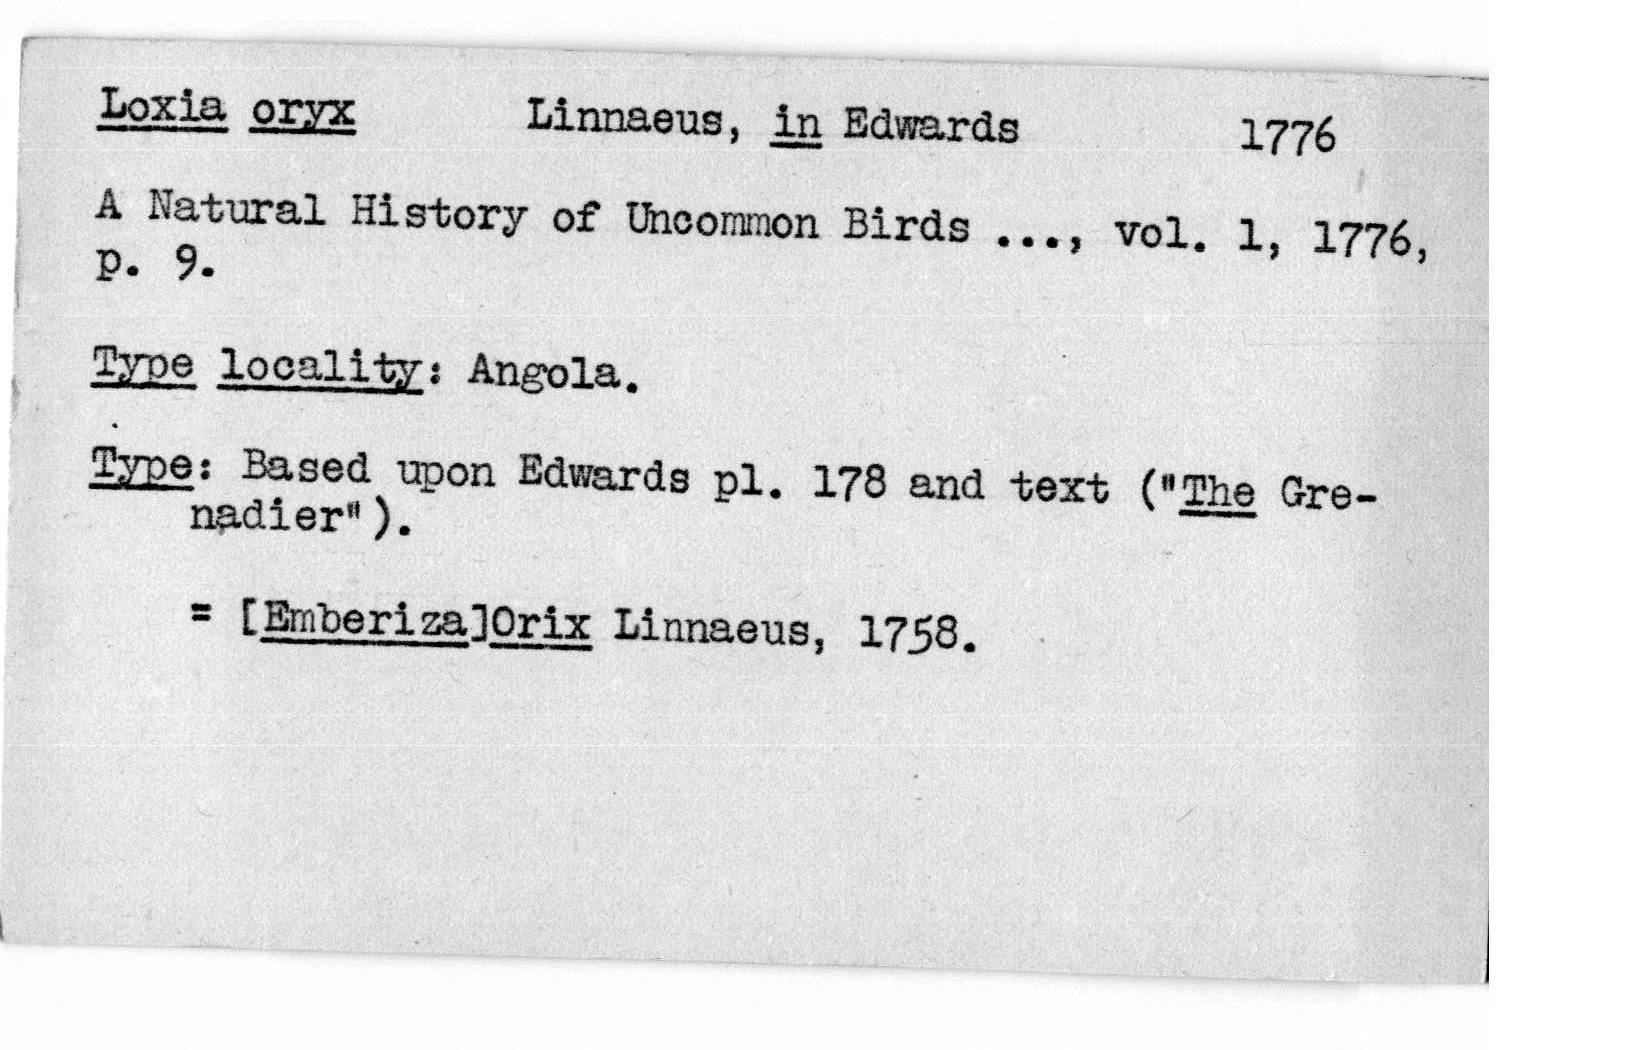 Loxia oryx Linnaeus, in Edwards 1776
A Natural History of Uncommon Birds ..., vol. 1, 1776,
p. 9.
Type locality: Angola.
Type: Based upon Edwards pl. 178 and text ("The Gre-
nadier").
= [Emberiza]Orix Linnaeus, 1758.